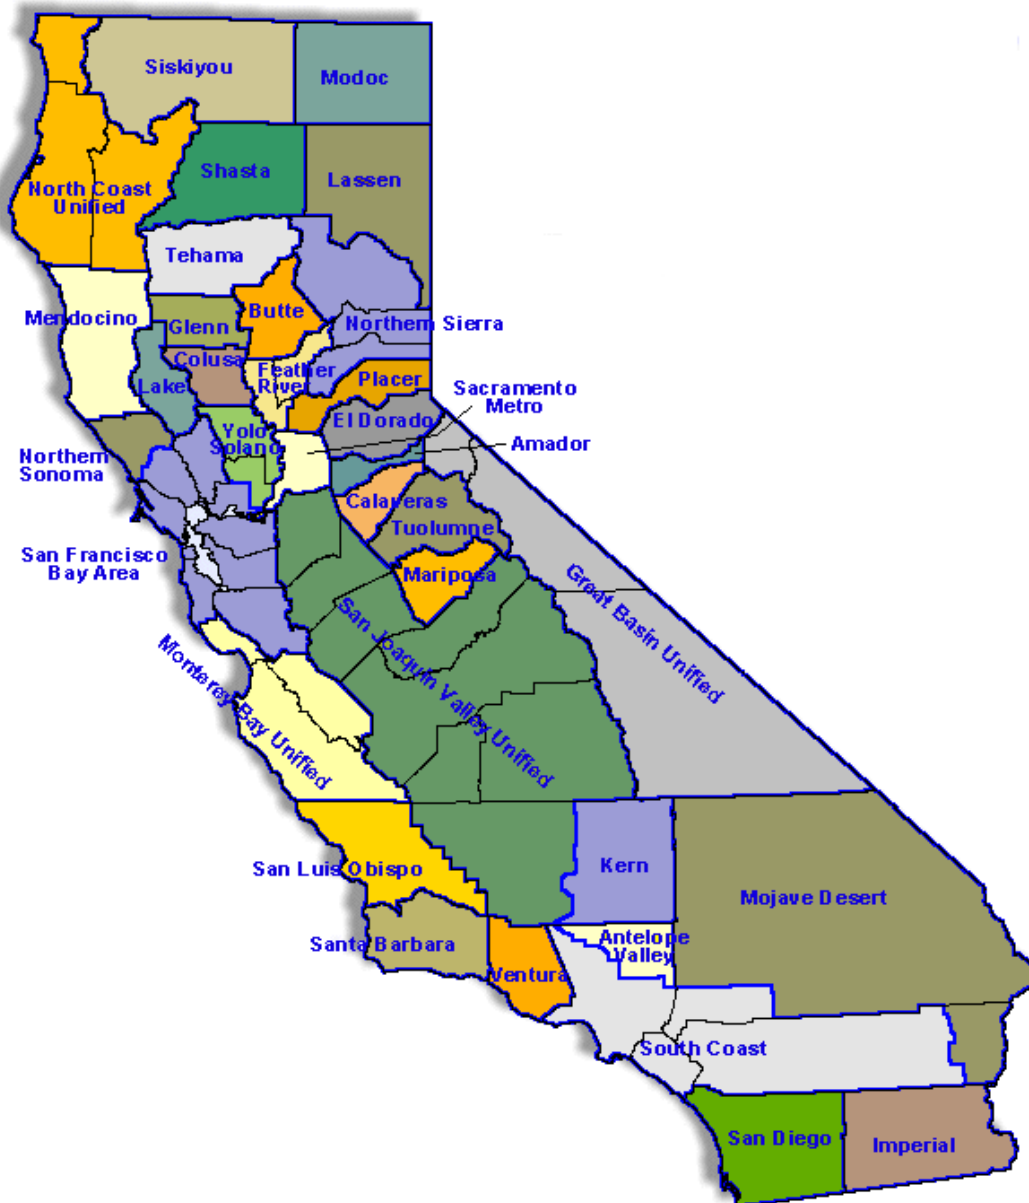 Siskiyou
Modoc
Shasta
Lassen
North Coast
Unified
Tehama
Mendocino
Glenn
Butte
Northern Sierra
Colusa
Lake
Feather
River
Placer
Sacramento
Metro
El Dorado
Yolo
Solano
Amador
Northern
Sonoma
Calaveras
Tuolumne
San Francisco
Bay Area
Mariposa
Great Basin Unified
San Joaquin Valley Unified
Monterey Bay Unified
San Luis Obispo
Kern
Mojave Desert
Santa Barbara
Antelope
Valley
Ventura
South Coast
San Diego
Imperial